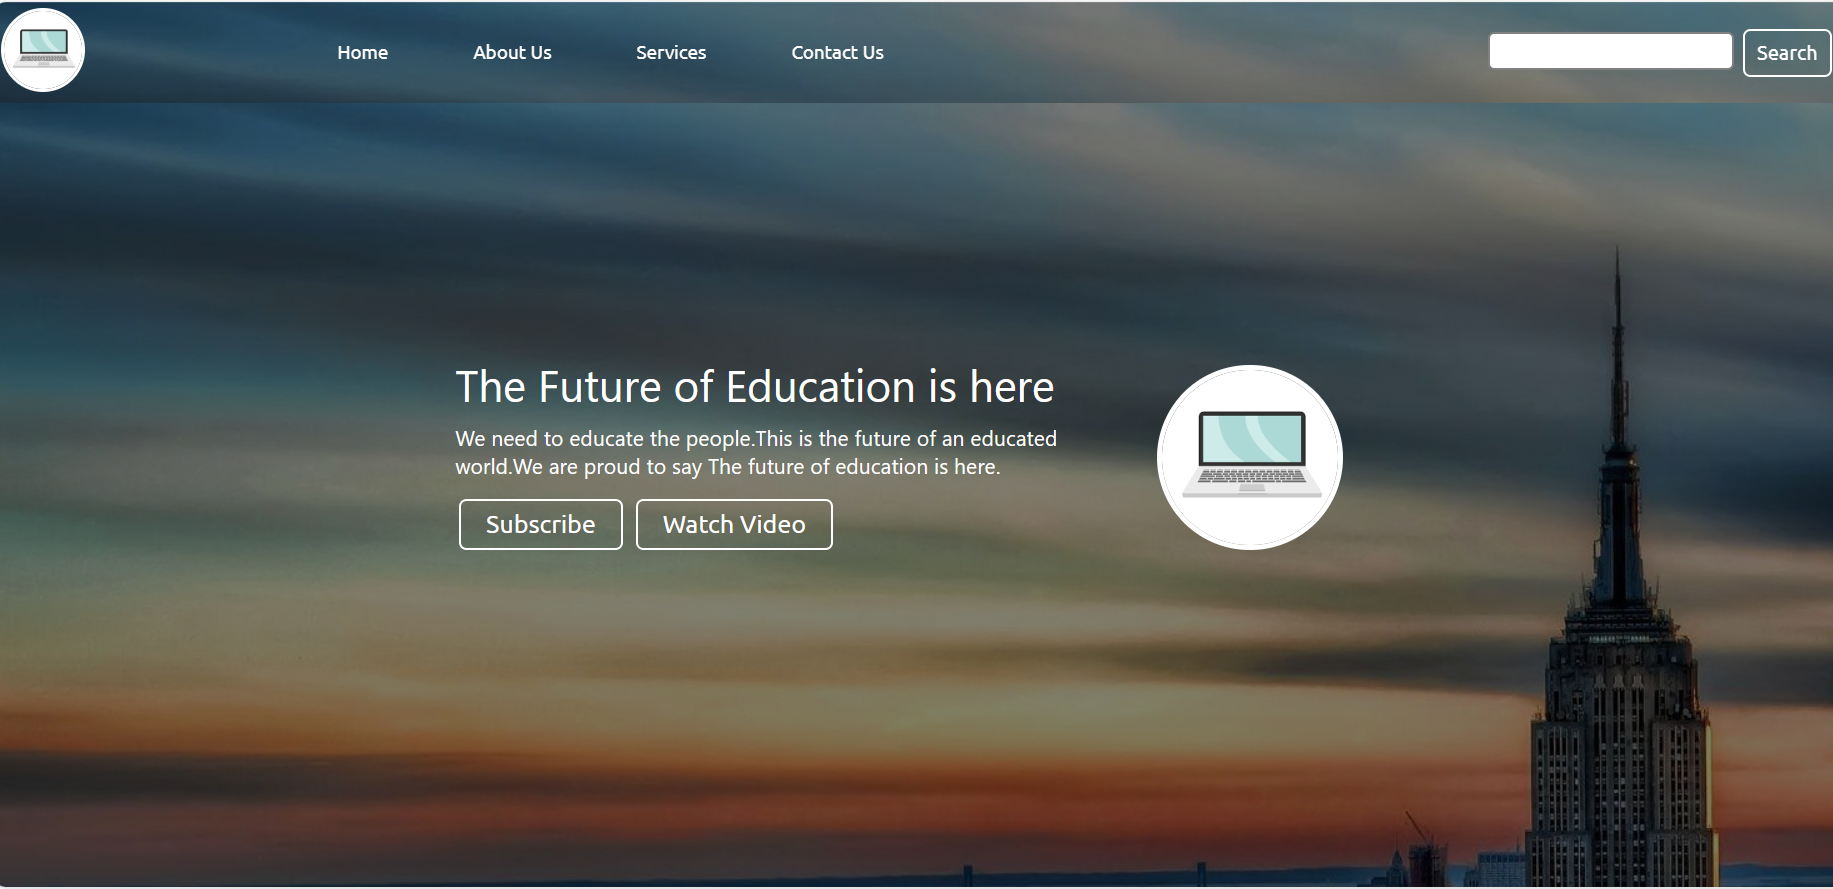 Home About Us Services Contact Us Search
The Future of Education is here
We need to educate the people.This is the future of an educated
world.We are proud to say The future of education is here.
Subscribe Watch Video